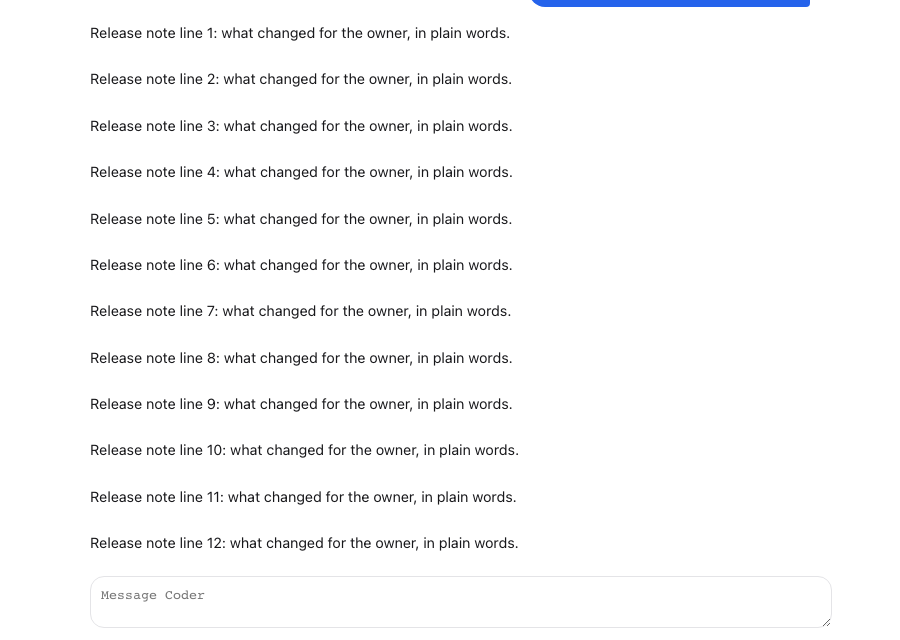 Release note line 1: what changed for the owner, in plain words.
Release note line 2: what changed for the owner, in plain words.
Release note line 3: what changed for the owner, in plain words.
Release note line 4: what changed for the owner, in plain words.
Release note line 5: what changed for the owner, in plain words.
Release note line 6: what changed for the owner, in plain words.
Release note line 7: what changed for the owner, in plain words.
Release note line 8: what changed for the owner, in plain words.
Release note line 9: what changed for the owner, in plain words.
Release note line 10: what changed for the owner, in plain words.
Release note line 11: what changed for the owner, in plain words.
Release note line 12: what changed for the owner, in plain words.
Message Coder